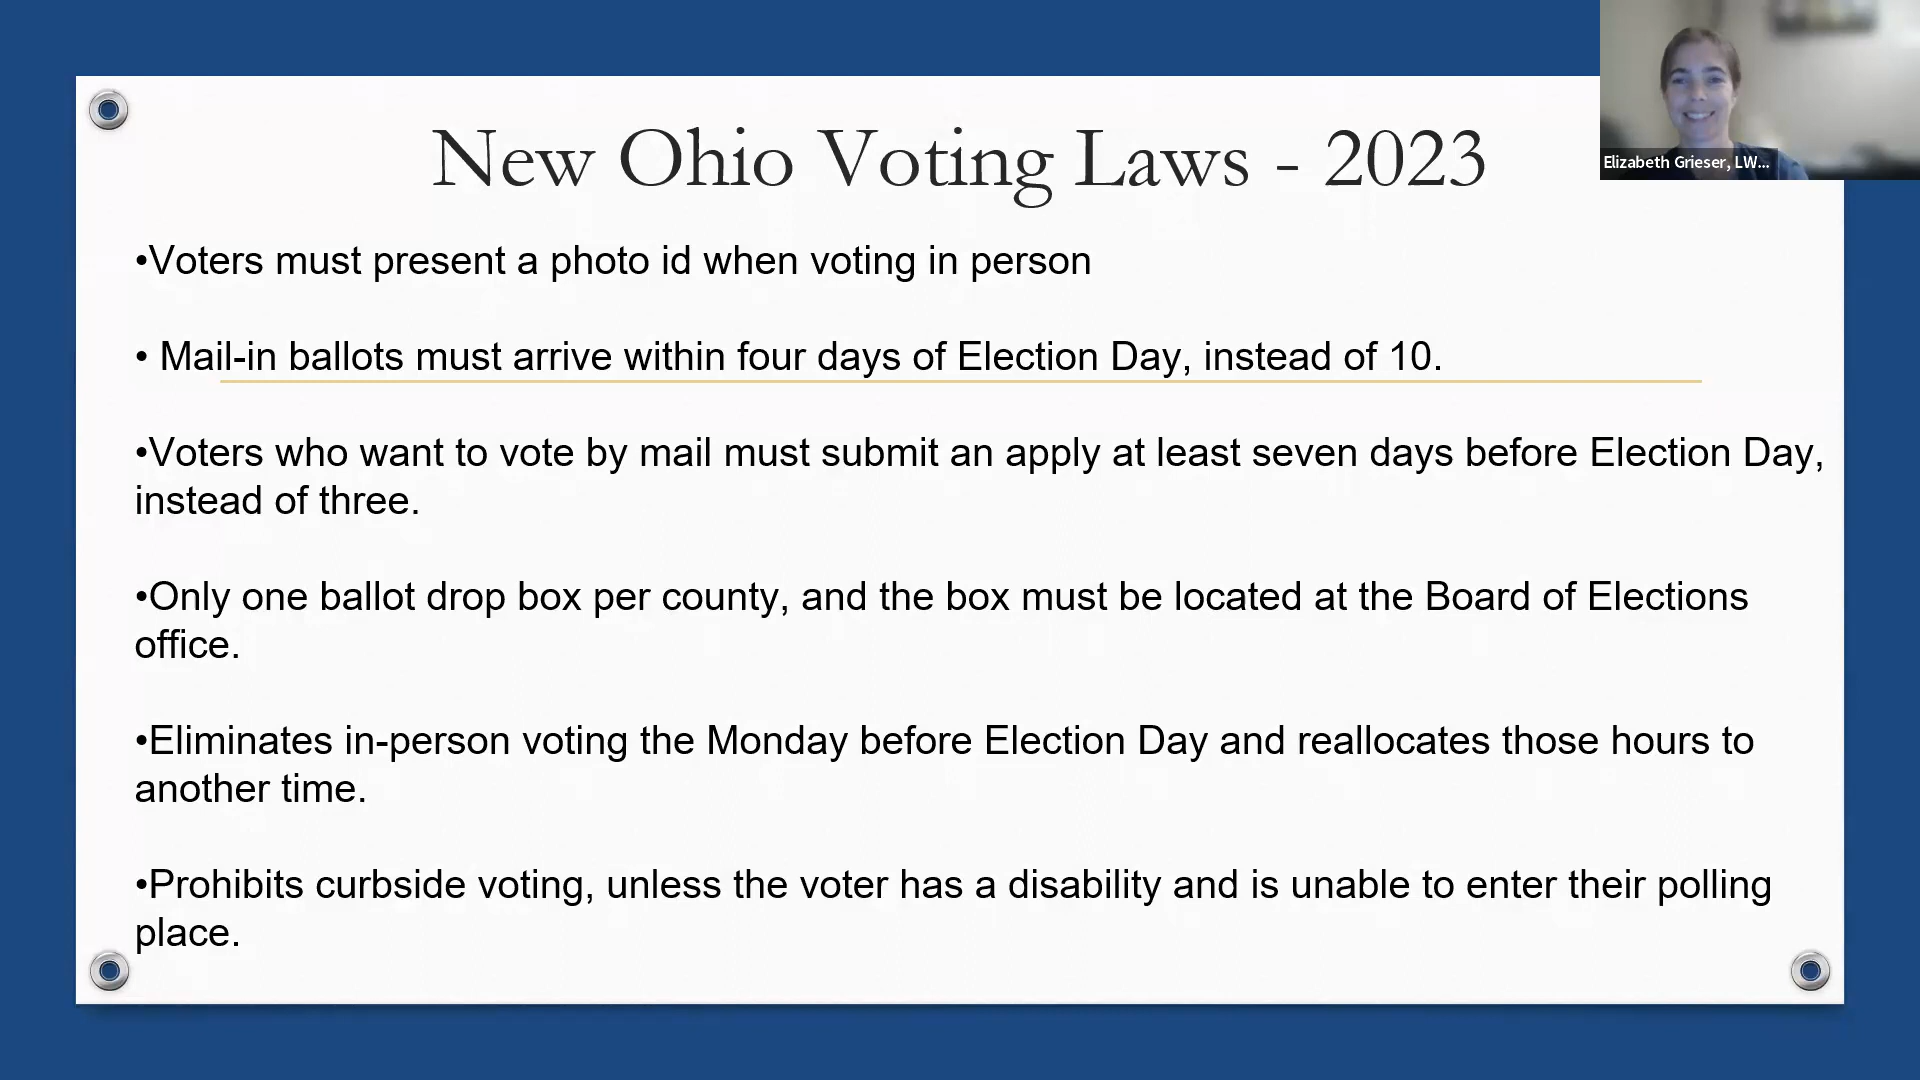 New Ohio Voting Laws - 2023
Elizabeth Grieser, LW...
•Voters must present a photo id when voting in person
• Mail-in ballots must arrive within four days of Election Day, instead of 10.
•Voters who want to vote by mail must submit an apply at least seven days before Election Day,
instead of three.
•Only one ballot drop box per county, and the box must be located at the Board of Elections
office.
•Eliminates in-person voting the Monday before Election Day and reallocates those hours to
another time.
•Prohibits curbside voting, unless the voter has a disability and is unable to enter their polling
place.